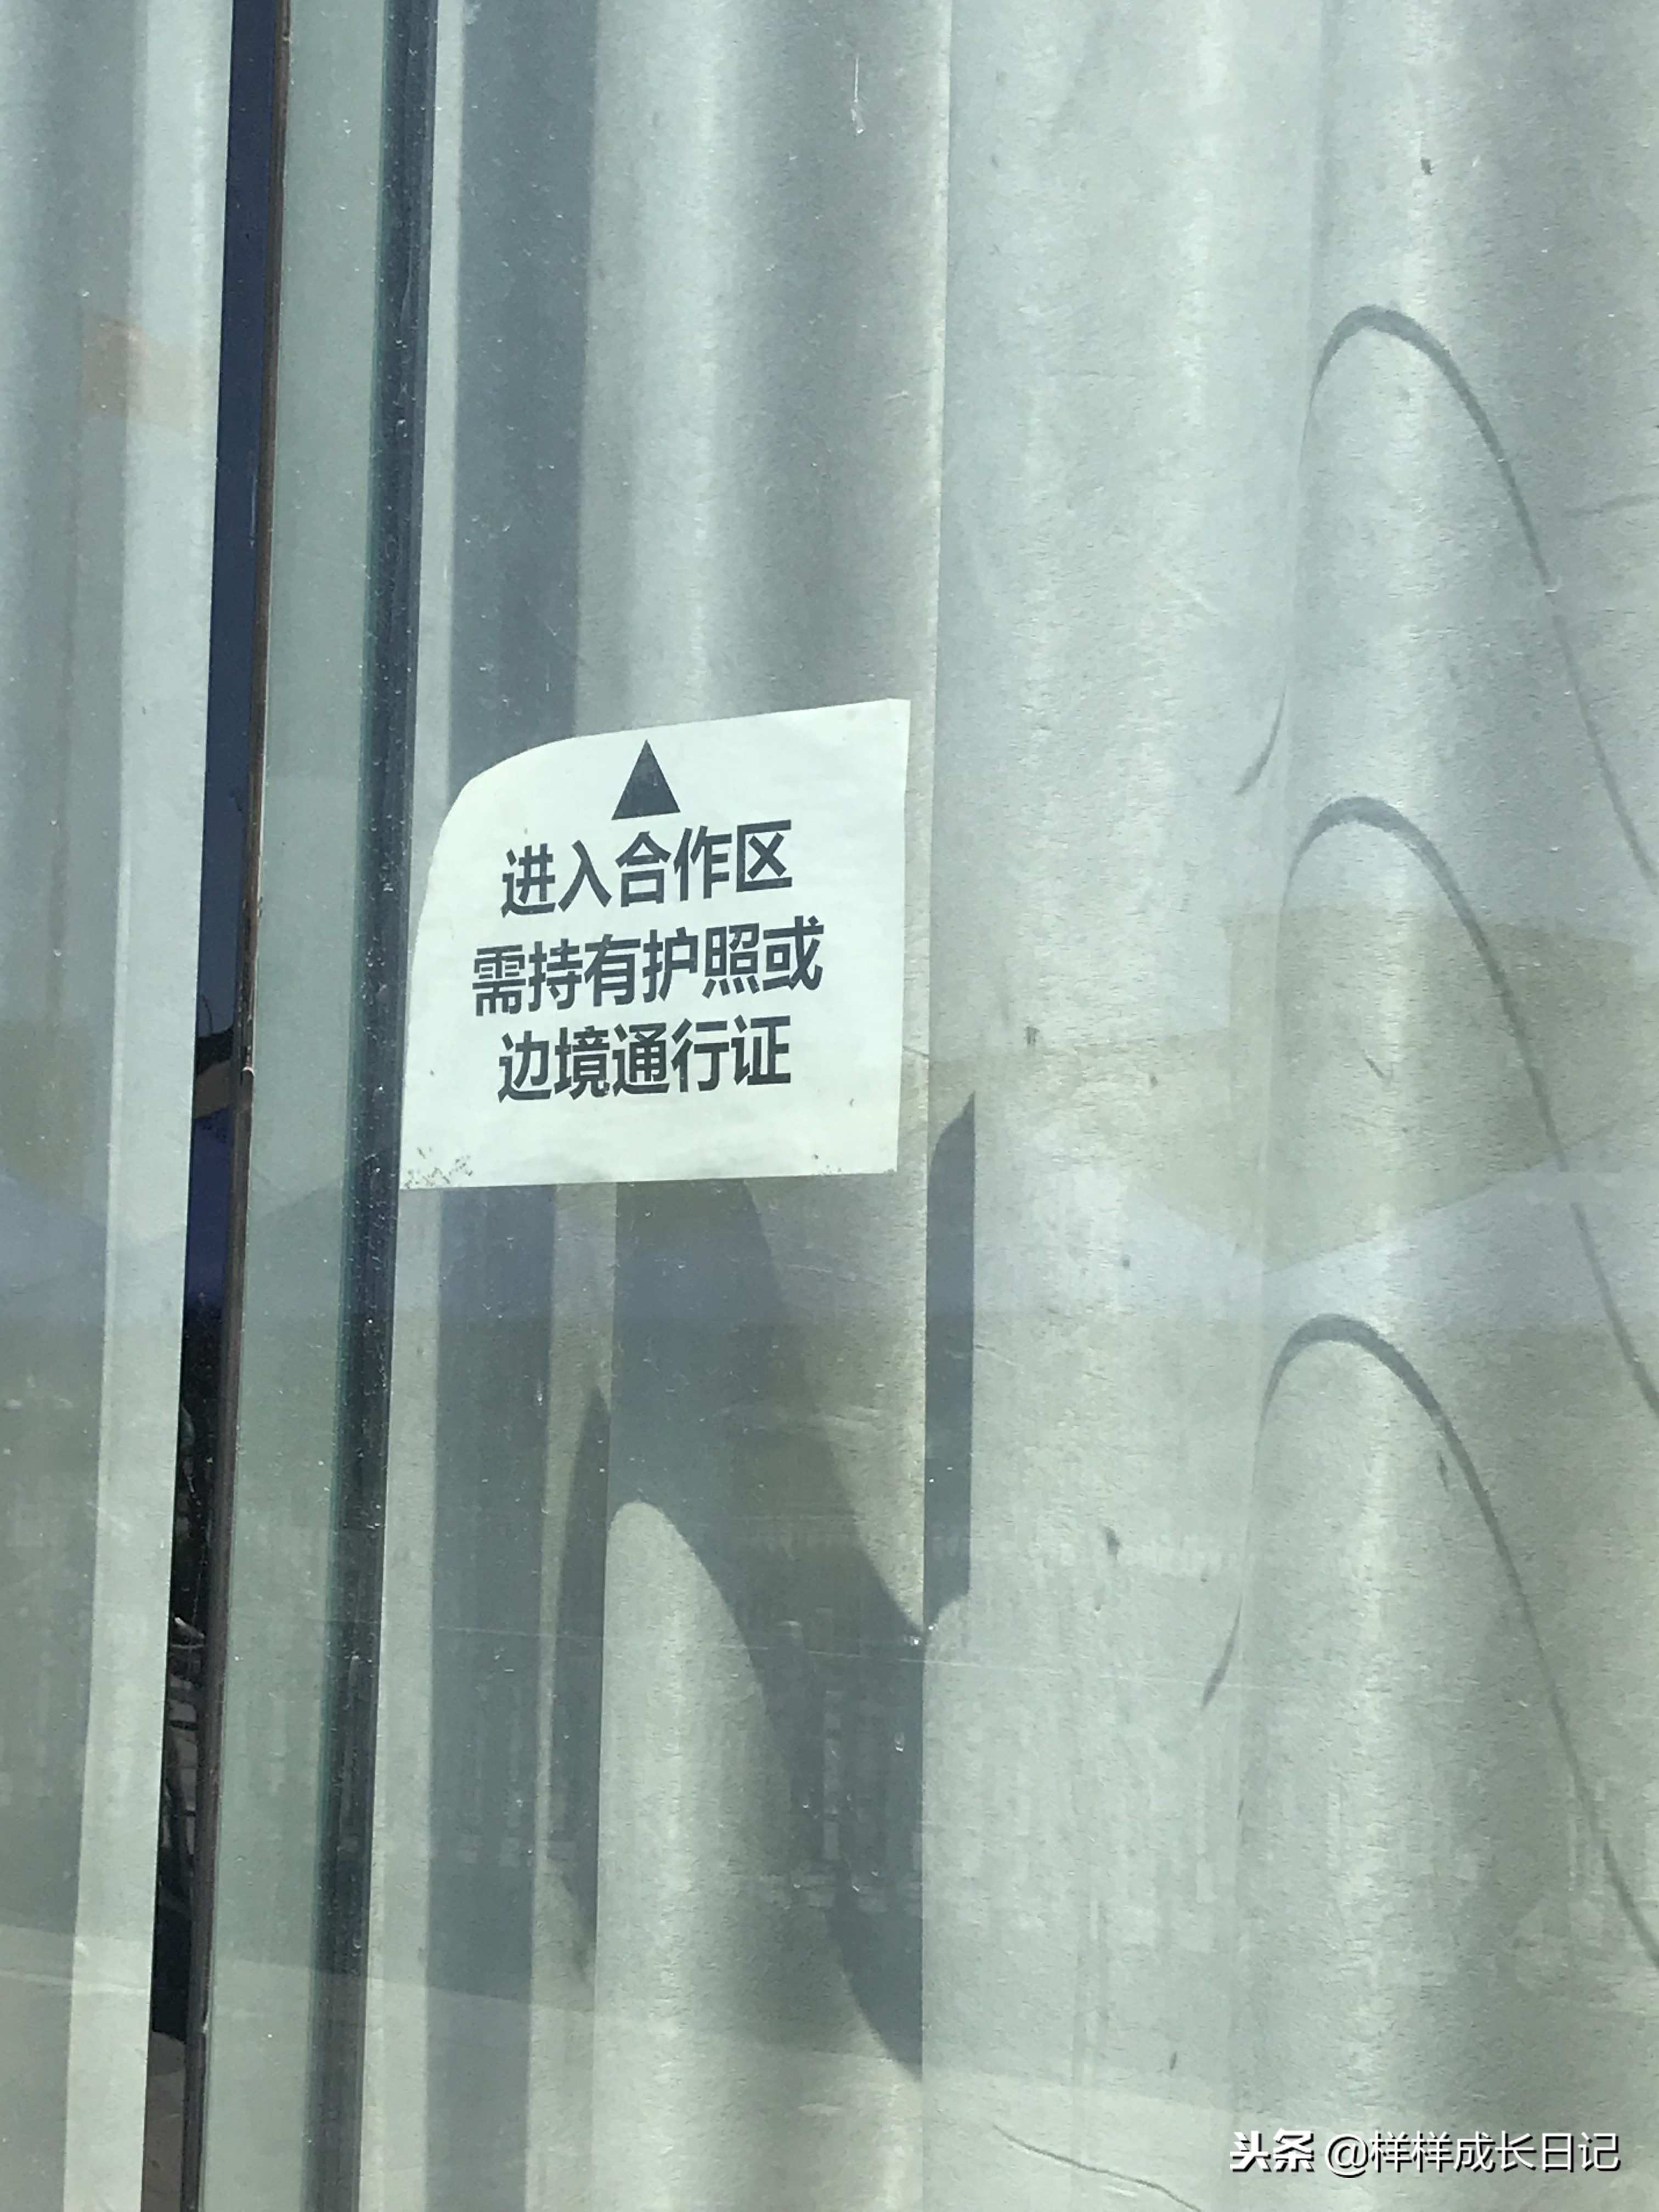 进入合作区
需持有护照或
边境通行证
头条 @样样成长日记